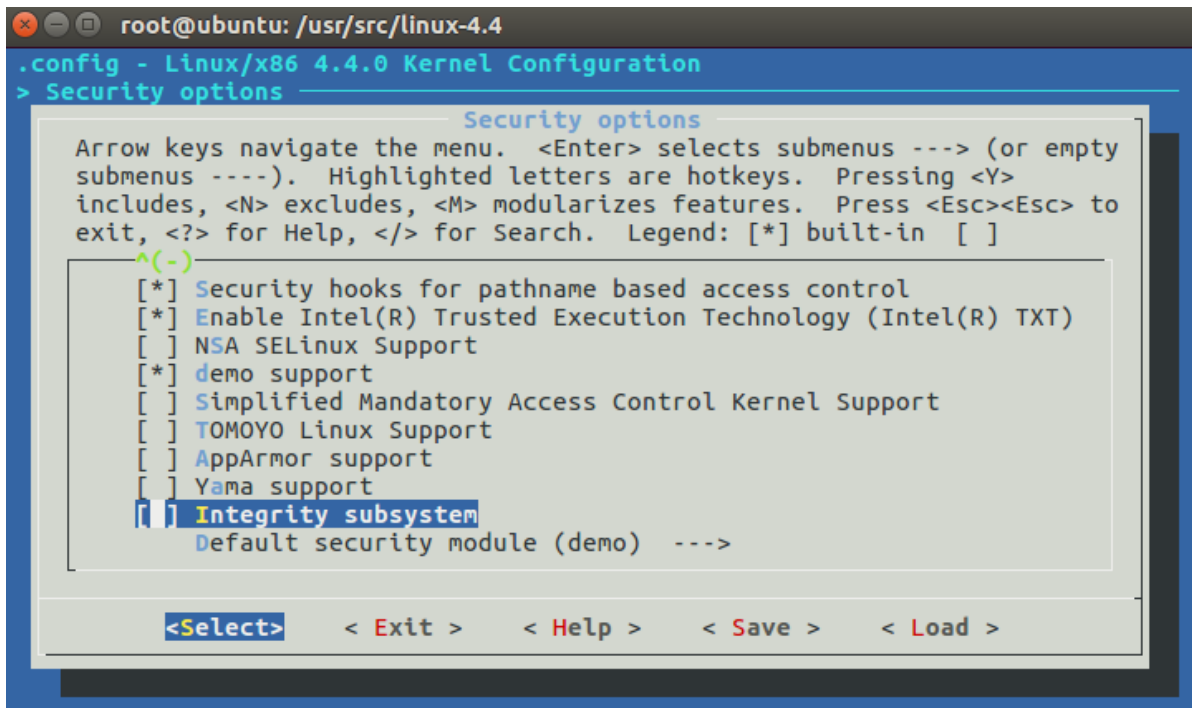 root@ubuntu: /usr/src/linux-4.4
.config - Linux/x86 4.4.0 Kernel Configuration
> Security options
Security options
Arrow keys navigate the menu.  <Enter> selects submenus ---> (or empty
submenus ----).  Highlighted letters are hotkeys.  Pressing <Y>
includes, <N> excludes, <M> modularizes features.  Press <Esc><Esc> to
exit, <?> for Help, </> for Search.  Legend: [*] built-in  [ ]
^(-)
[*] Security hooks for pathname based access control
[*] Enable Intel(R) Trusted Execution Technology (Intel(R) TXT)
[ ] NSA SELinux Support
[*] demo support
[ ] Simplified Mandatory Access Control Kernel Support
[ ] TOMOYO Linux Support
[ ] AppArmor support
[ ] Yama support
[ ] Integrity subsystem
Default security module (demo)  --->
<Select>    < Exit >    < Help >    < Save >    < Load >